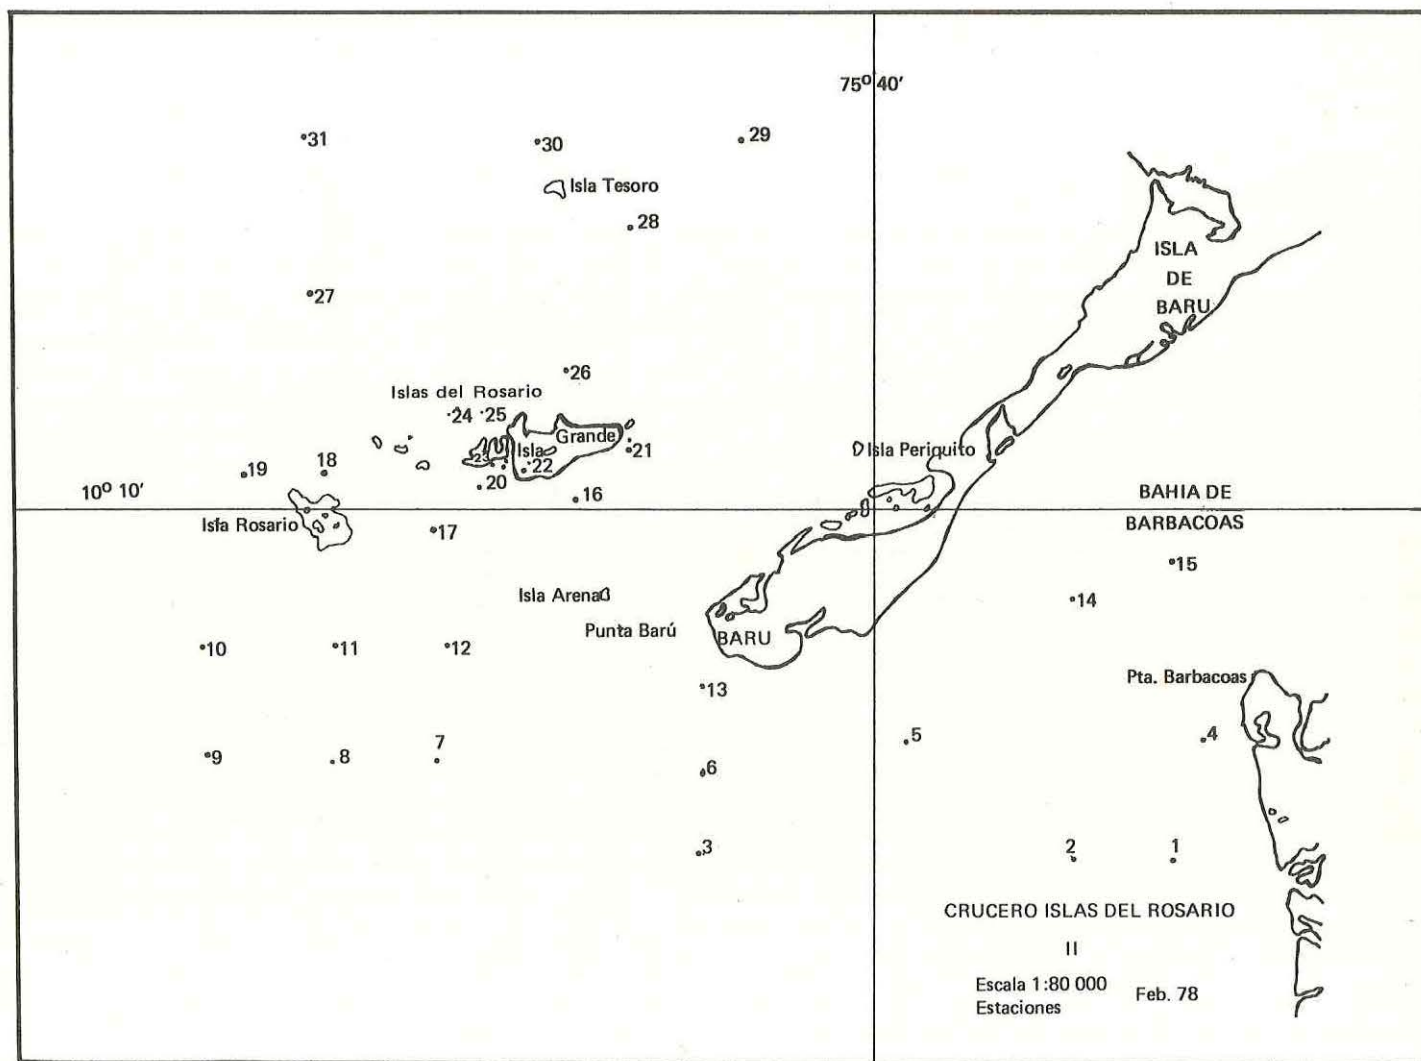 75º 40'
31
30
29
Isla Tesoro
28
ISLA
DE
BARU
27
26
Islas del Rosario
24
25
Grande
Isla
21
Isla Periquito
23
22
19
18
20
16
10º 10'
BAHIA DE
BARBACOAS
Isla Rosario
17
15
Isla Arena
14
Punta Barú
BARU
10
11
12
Pta. Barbacoas
13
7
5
4
9
8
6
3
2
1
CRUCERO ISLAS DEL ROSARIO
II
Escala 1:80 000
Estaciones
Feb. 78